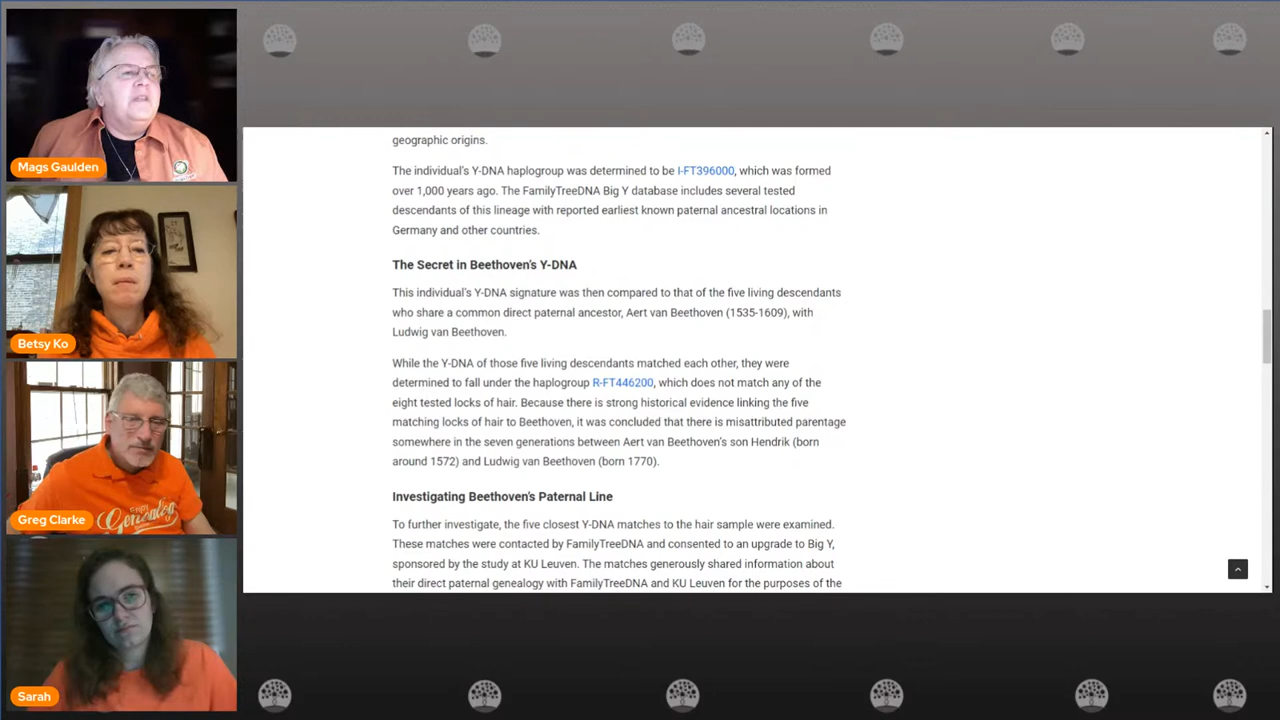 Mags Gaulden
Betsy Ko
Greg Clarke
Genealogy
Sarah
geographic origins.
The individual's Y-DNA haplogroup was determined to be I-FT396000, which was formed
over 1,000 years ago. The FamilyTreeDNA Big Y database includes several tested
descendants of this lineage with reported earliest known paternal ancestral locations in
Germany and other countries.
The Secret in Beethoven's Y-DNA
This individual's Y-DNA signature was then compared to that of the five living descendants
who share a common direct paternal ancestor, Aert van Beethoven (1535-1609), with
Ludwig van Beethoven.
While the Y-DNA of those five living descendants matched each other, they were
determined to fall under the haplogroup R-FT446200, which does not match any of the
eight tested locks of hair. Because there is strong historical evidence linking the five
matching locks of hair to Beethoven, it was concluded that there is misattributed parentage
somewhere in the seven generations between Aert van Beethoven's son Hendrik (born
around 1572) and Ludwig van Beethoven (born 1770).
Investigating Beethoven's Paternal Line
To further investigate, the five closest Y-DNA matches to the hair sample were examined.
These matches were contacted by FamilyTreeDNA and consented to an upgrade to Big Y,
sponsored by the study at KU Leuven. The matches generously shared information about
their direct paternal genealogy with FamilyTreeDNA and KU Leuven for the purposes of the